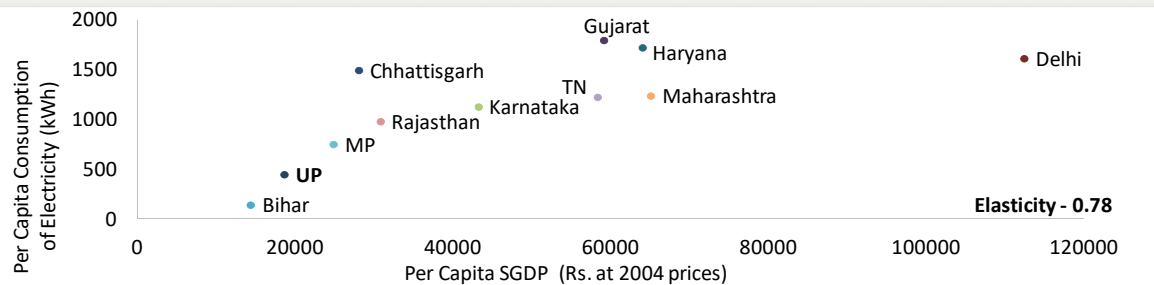 Per Capita Consumption
of Electricity (kWh)
2000
1500
1000
500
0
Gujarat
Haryana
Delhi
Chhattisgarh
TN
Maharashtra
Karnataka
Rajasthan
MP
UP
Bihar
Elasticity - 0.78
0
20000
40000
60000
80000
100000
120000
Per Capita SGDP (Rs. at 2004 prices)